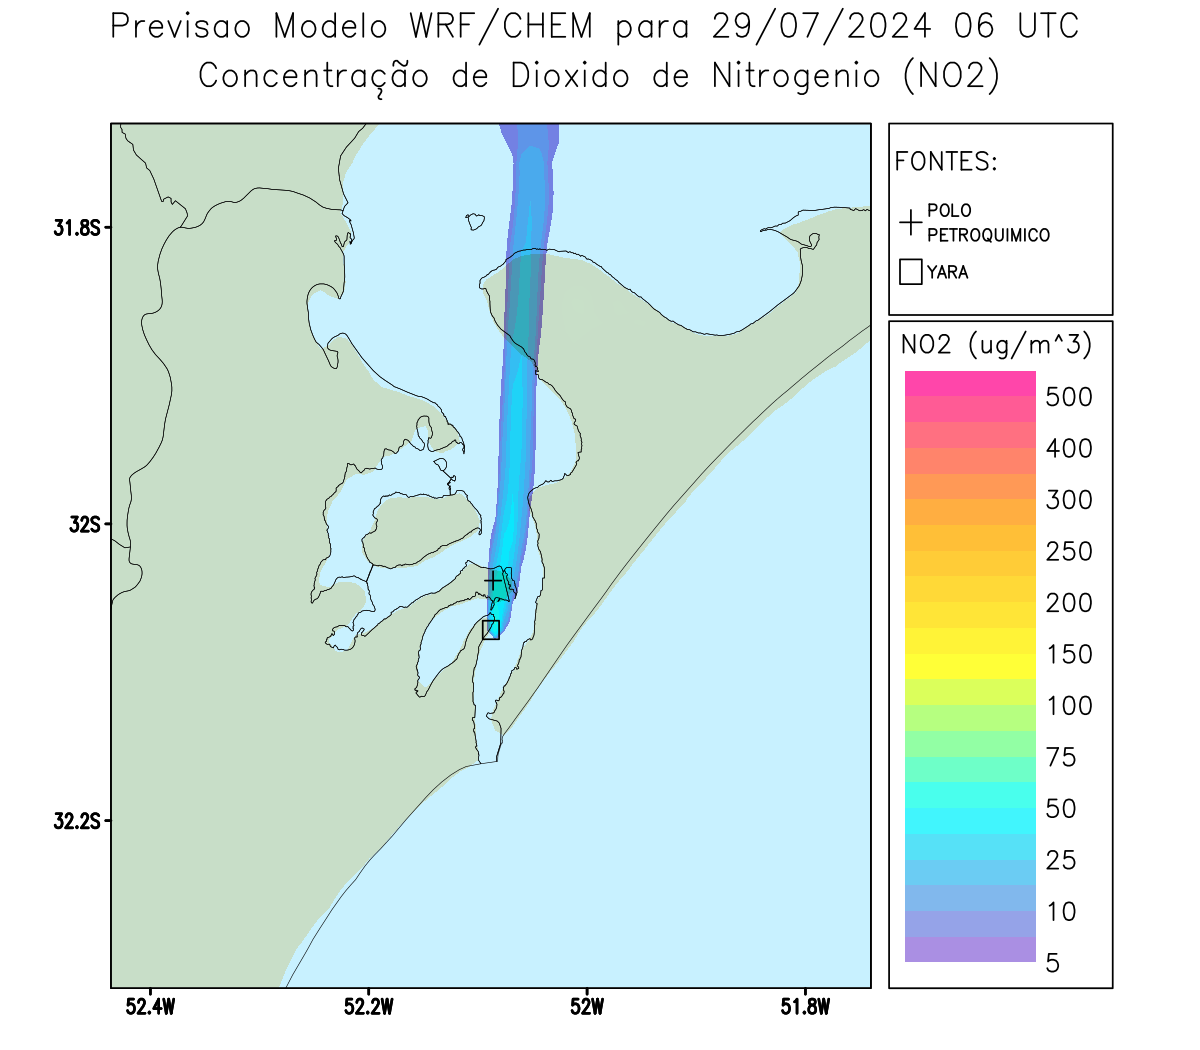 Previsao Modelo WRF/CHEM para 29/07/2024 06 UTC
Concentração de Dioxido de Nitrogenio (NO2)
FONTES:
POLO
PETROQUIMICO
YARA
31.8S
32S
32.2S
52.4W
52.2W
52W
51.8W
NO2 (ug/m^3)
500
400
300
250
200
150
100
75
50
25
10
5